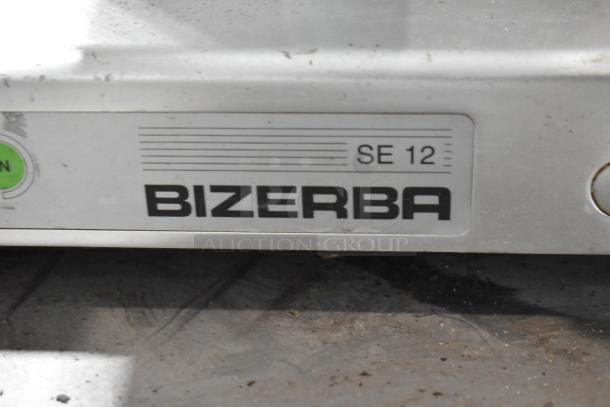 N
SE 12
BIZERBA
AUCTION GROUP